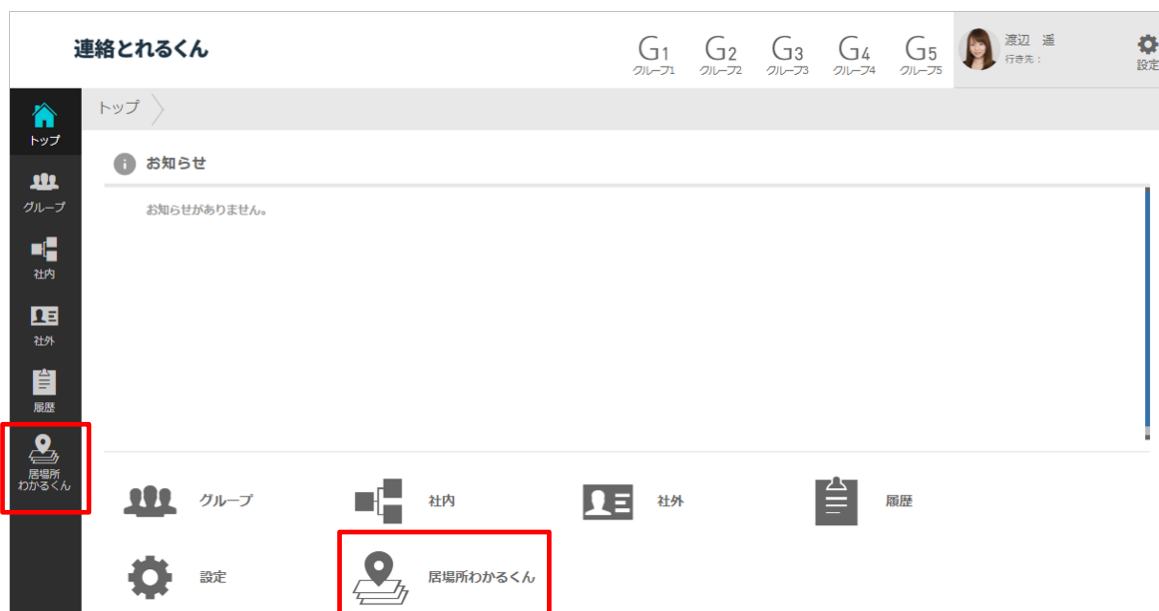 連絡とれるくん
G1
グループ1
G2
グループ2
G3
グループ3
G4
グループ4
G5
グループ5
渡辺 遥
行き先：
設定
トップ
トップ
グループ
社内
社外
履歴
居場所
わかるくん
お知らせ
お知らせがありません。
グループ
社内
社外
履歴
設定
居場所わかるくん